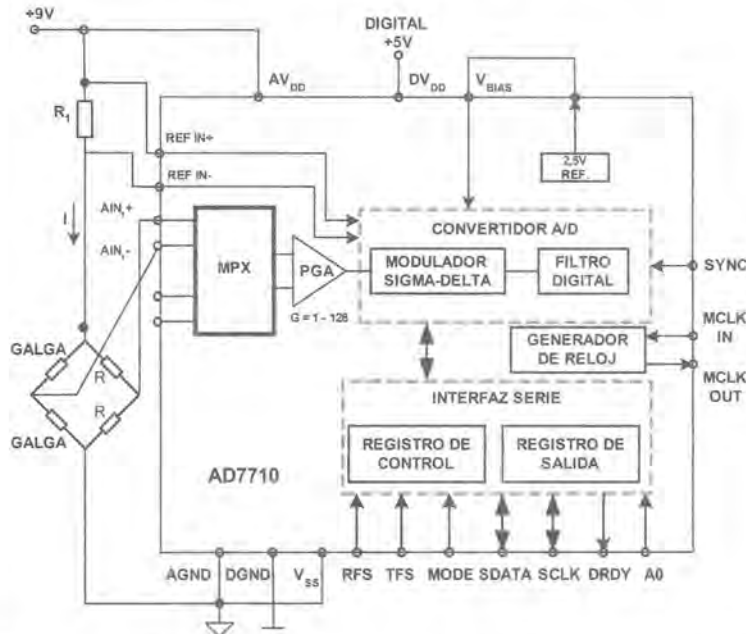 +9V
DIGITAL
+5V
AVDD
DVDD
VBIAS
R1
REF IN+
REF IN-
2,5V
REF.
I
AIN1+
AIN1-
MPX
PGA
G = 1 - 128
CONVERTIDOR A/D
MODULADOR
SIGMA-DELTA
FILTRO
DIGITAL
SYNC
MCLK
IN
GENERADOR
DE RELOJ
MCLK
OUT
GALGA
R
R
GALGA
INTERFAZ SERIE
REGISTRO DE
CONTROL
REGISTRO DE
SALIDA
AD7710
AGND
DGND
VSS
RFS
TFS
MODE
SDATA
SCLK
DRDY
A0